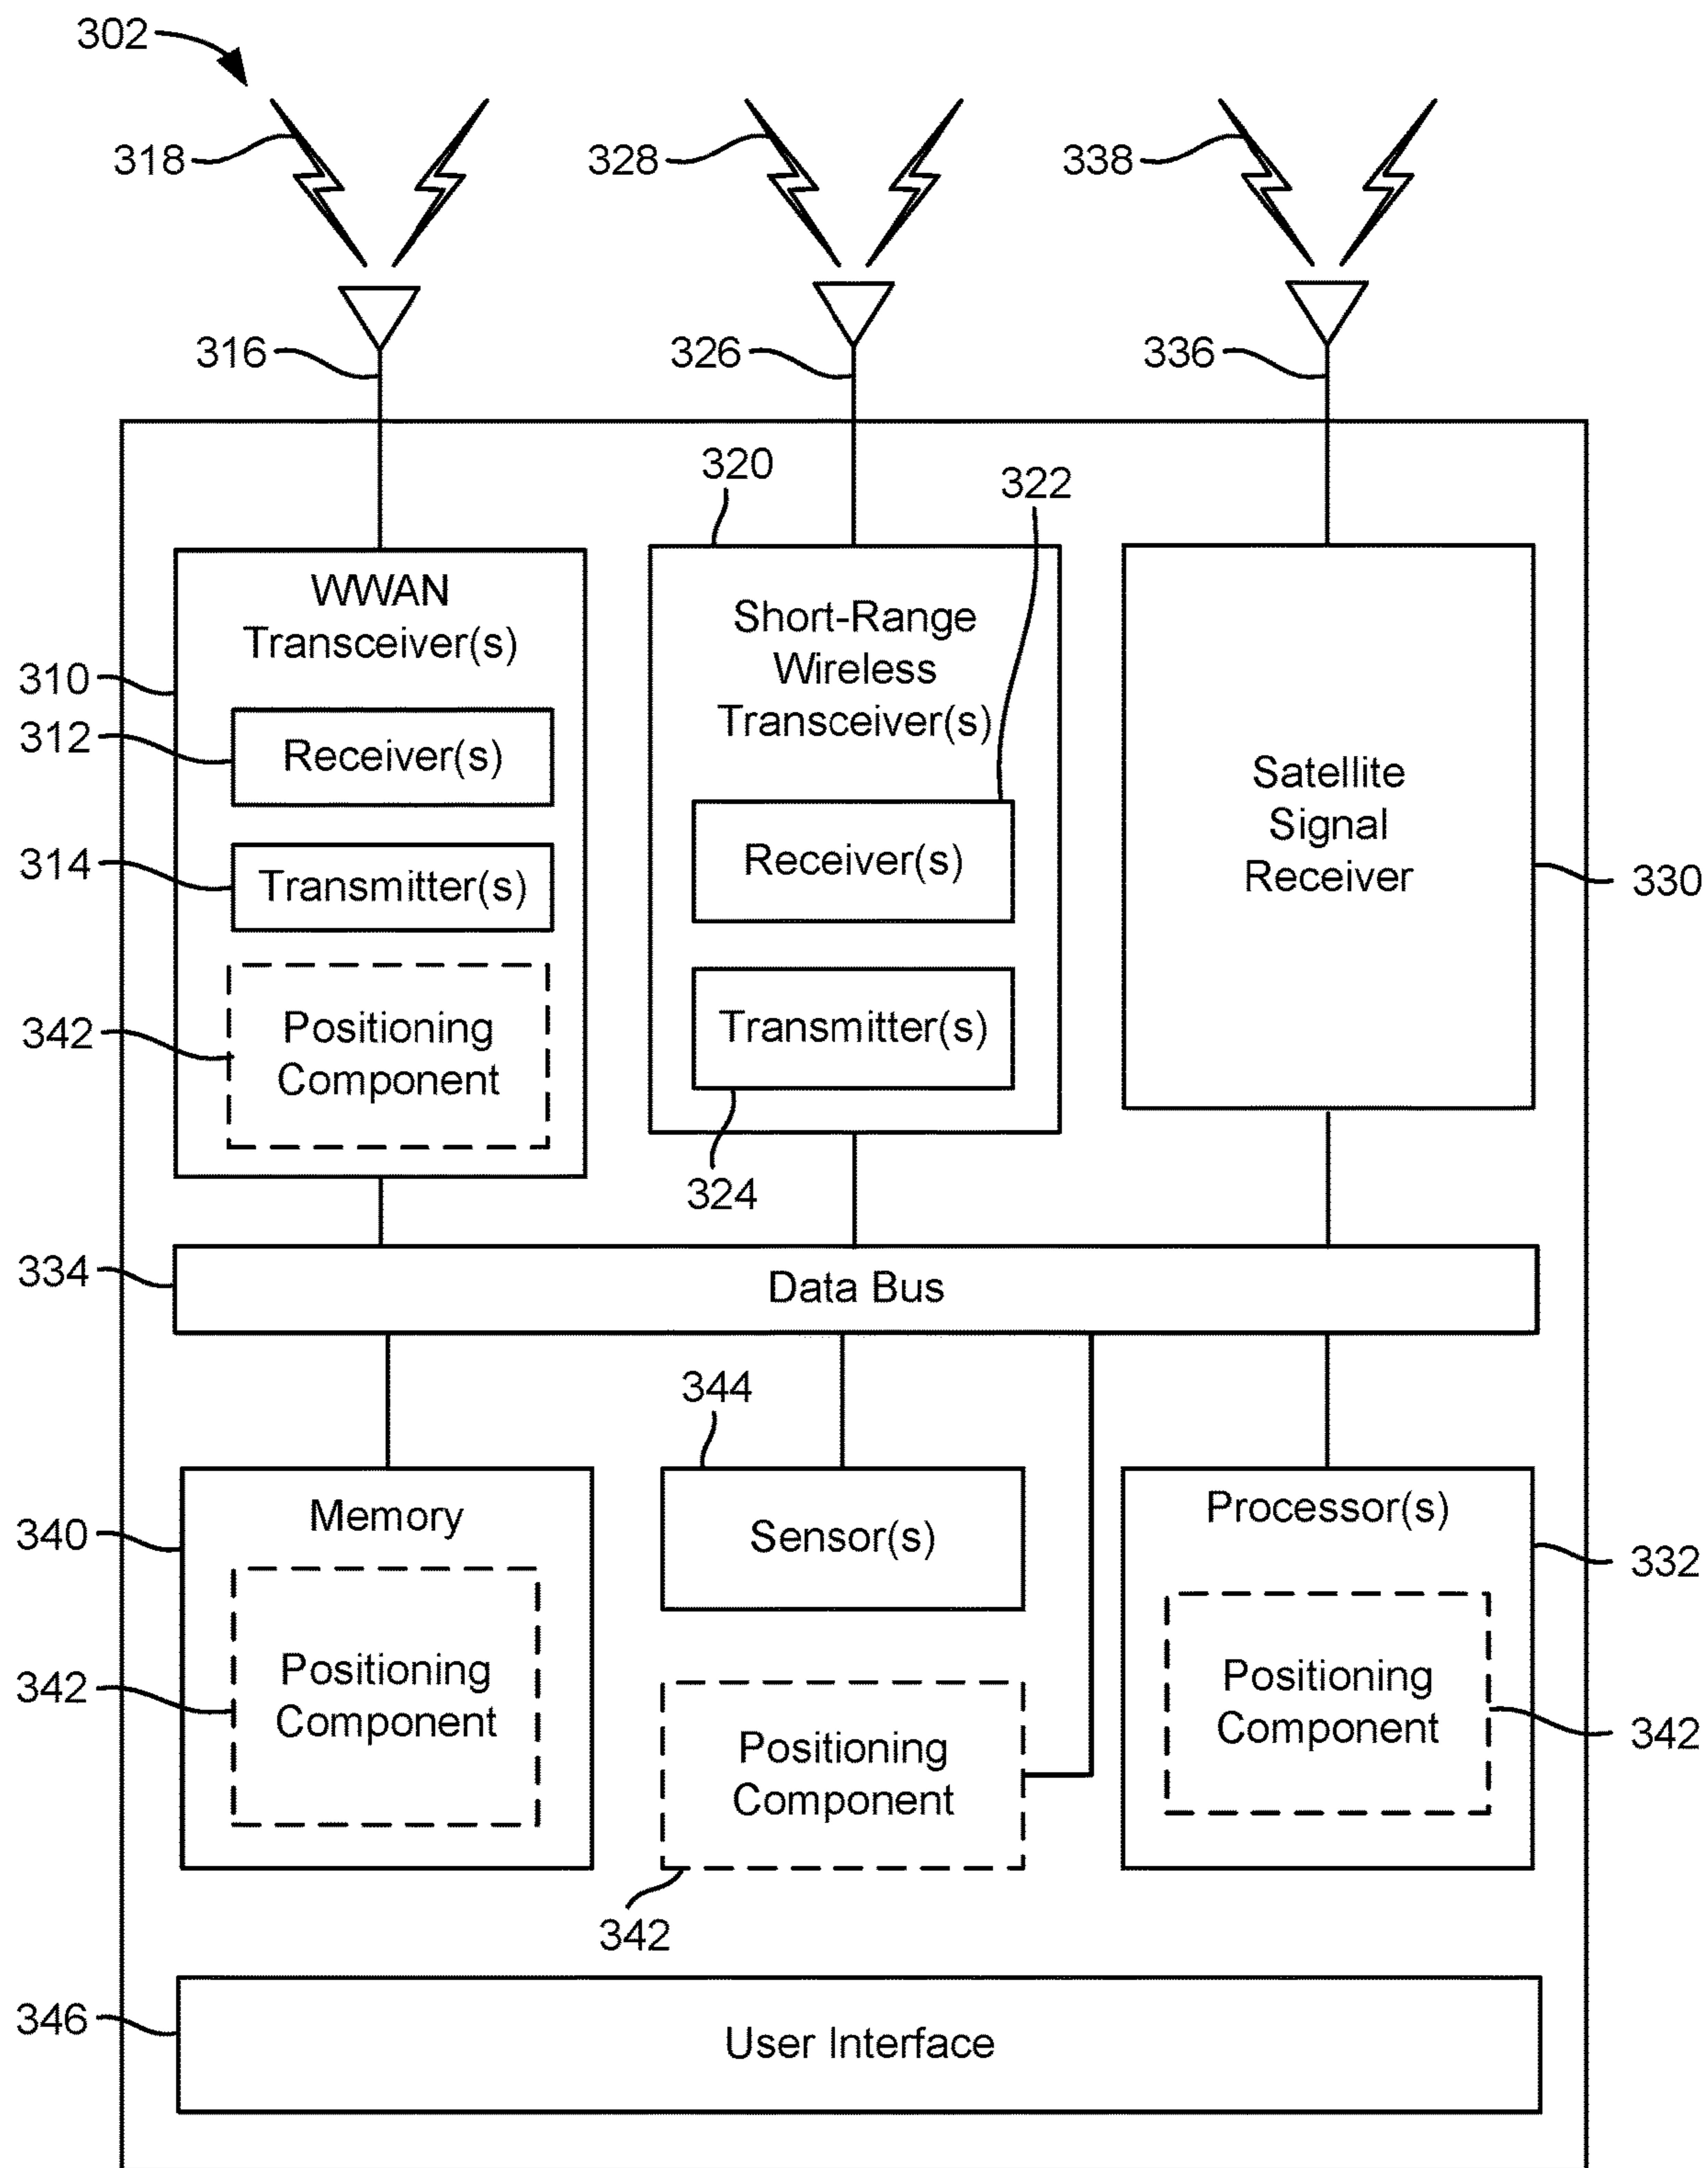 302
318
328
338
316
326
336
320
322
WWAN
Transceiver(s)
310
312
Receiver(s)
314
Transmitter(s)
342
Positioning
Component
Short-Range
Wireless
Transceiver(s)
Receiver(s)
Transmitter(s)
324
Satellite
Signal
Receiver
330
334
Data Bus
344
340
Memory
342
Positioning
Component
Sensor(s)
Positioning
Component
342
Processor(s)
332
Positioning
Component
342
346
User Interface